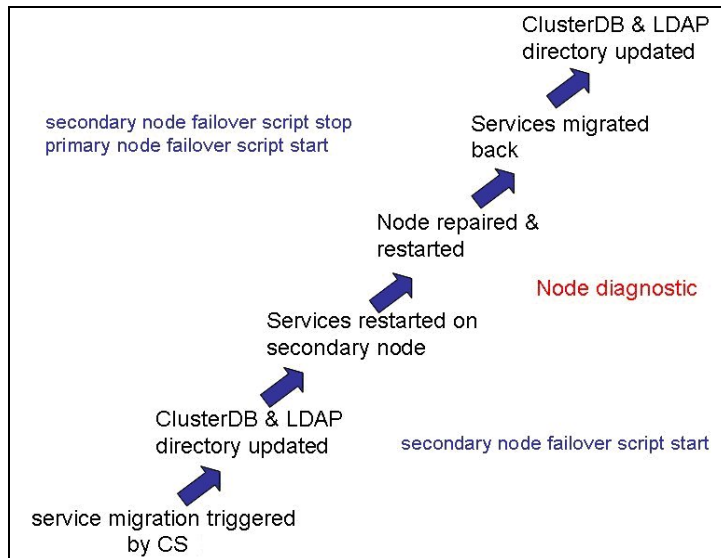 ClusterDB & LDAP
directory updated
secondary node failover script stop
primary node failover script start
Services migrated
back
Node repaired &
restarted
Node diagnostic
Services restarted on
secondary node
ClusterDB & LDAP
directory updated
secondary node failover script start
service migration triggered
by CS